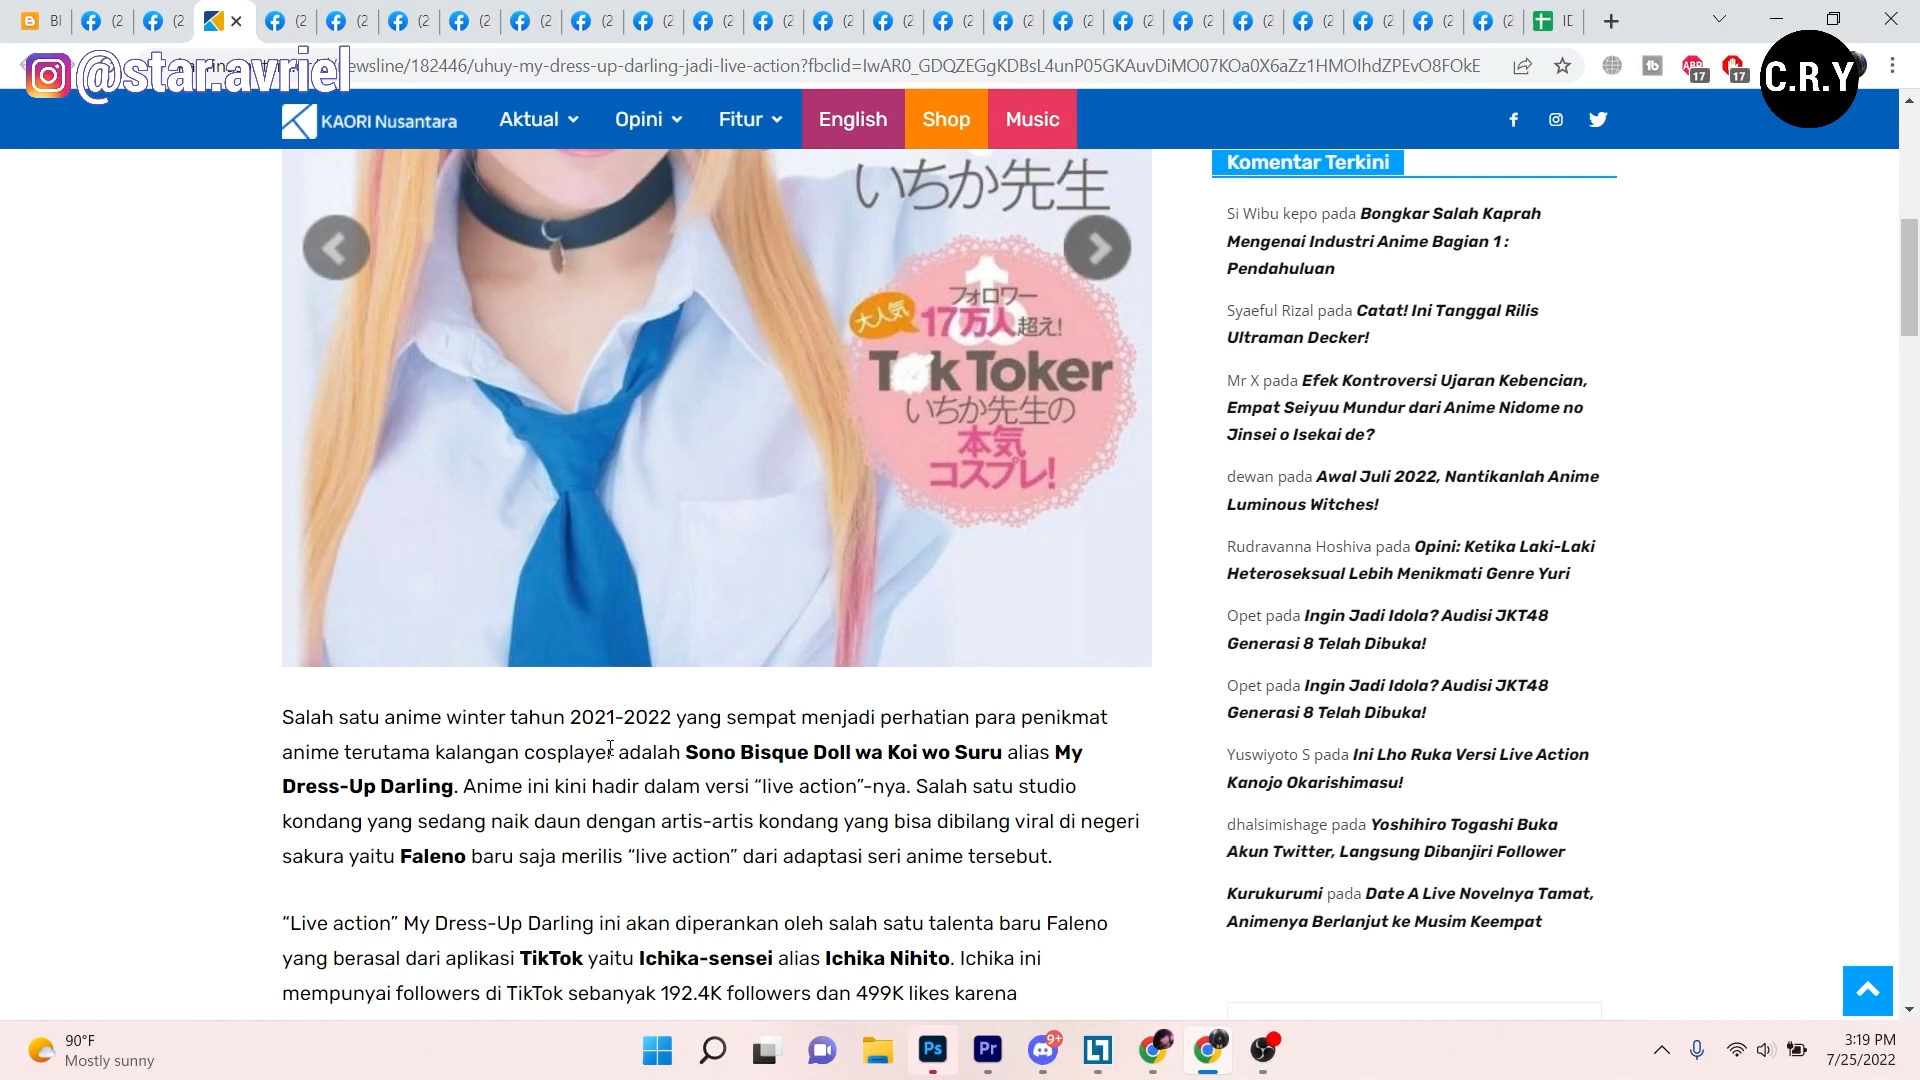 @star.avriel
ewsline/182446/uhuy-my-dress-up-darling-jadi-live-action?fbclid=IwAR0_GDQZEGgKDBsL4unP05GKAuvDiMO07KOa0X6aZz1HMOIhdZPEvO8FOkE
17
17
C.R.Y
KAORI Nusantara
Aktual
Opini
Fitur
English
Shop
Music
いちか先生
大人気
フォロワー
17万人超え!
TikToker
いちか先生の
本気
コスプレ!
Salah satu anime winter tahun 2021-2022 yang sempat menjadi perhatian para penikmat
anime terutama kalangan cosplayer adalah Sono Bisque Doll wa Koi wo Suru alias My
Dress-Up Darling. Anime ini kini hadir dalam versi “live action”-nya. Salah satu studio
kondang yang sedang naik daun dengan artis-artis kondang yang bisa dibilang viral di negeri
sakura yaitu Faleno baru saja merilis “live action” dari adaptasi seri anime tersebut.
“Live action” My Dress-Up Darling ini akan diperankan oleh salah satu talenta baru Faleno
yang berasal dari aplikasi TikTok yaitu Ichika-sensei alias Ichika Nihito. Ichika ini
mempunyai followers di TikTok sebanyak 192.4K followers dan 499K likes karena
Komentar Terkini
Si Wibu kepo pada Bongkar Salah Kaprah
Mengenai Industri Anime Bagian 1 :
Pendahuluan
Syaeful Rizal pada Catat! Ini Tanggal Rilis
Ultraman Decker!
Mr X pada Efek Kontroversi Ujaran Kebencian,
Empat Seiyuu Mundur dari Anime Nidome no
Jinsei o Isekai de?
dewan pada Awal Juli 2022, Nantikanlah Anime
Luminous Witches!
Rudravanna Hoshiva pada Opini: Ketika Laki-Laki
Heteroseksual Lebih Menikmati Genre Yuri
Opet pada Ingin Jadi Idola? Audisi JKT48
Generasi 8 Telah Dibuka!
Opet pada Ingin Jadi Idola? Audisi JKT48
Generasi 8 Telah Dibuka!
Yuswiyoto S pada Ini Lho Ruka Versi Live Action
Kanojo Okarishimasu!
dhalsimishage pada Yoshihiro Togashi Buka
Akun Twitter, Langsung Dibanjiri Follower
Kurukurumi pada Date A Live Novelnya Tamat,
Animenya Berlanjut ke Musim Keempat
90°F
Mostly sunny
Ps
Pr
9+
3:19 PM
7/25/2022